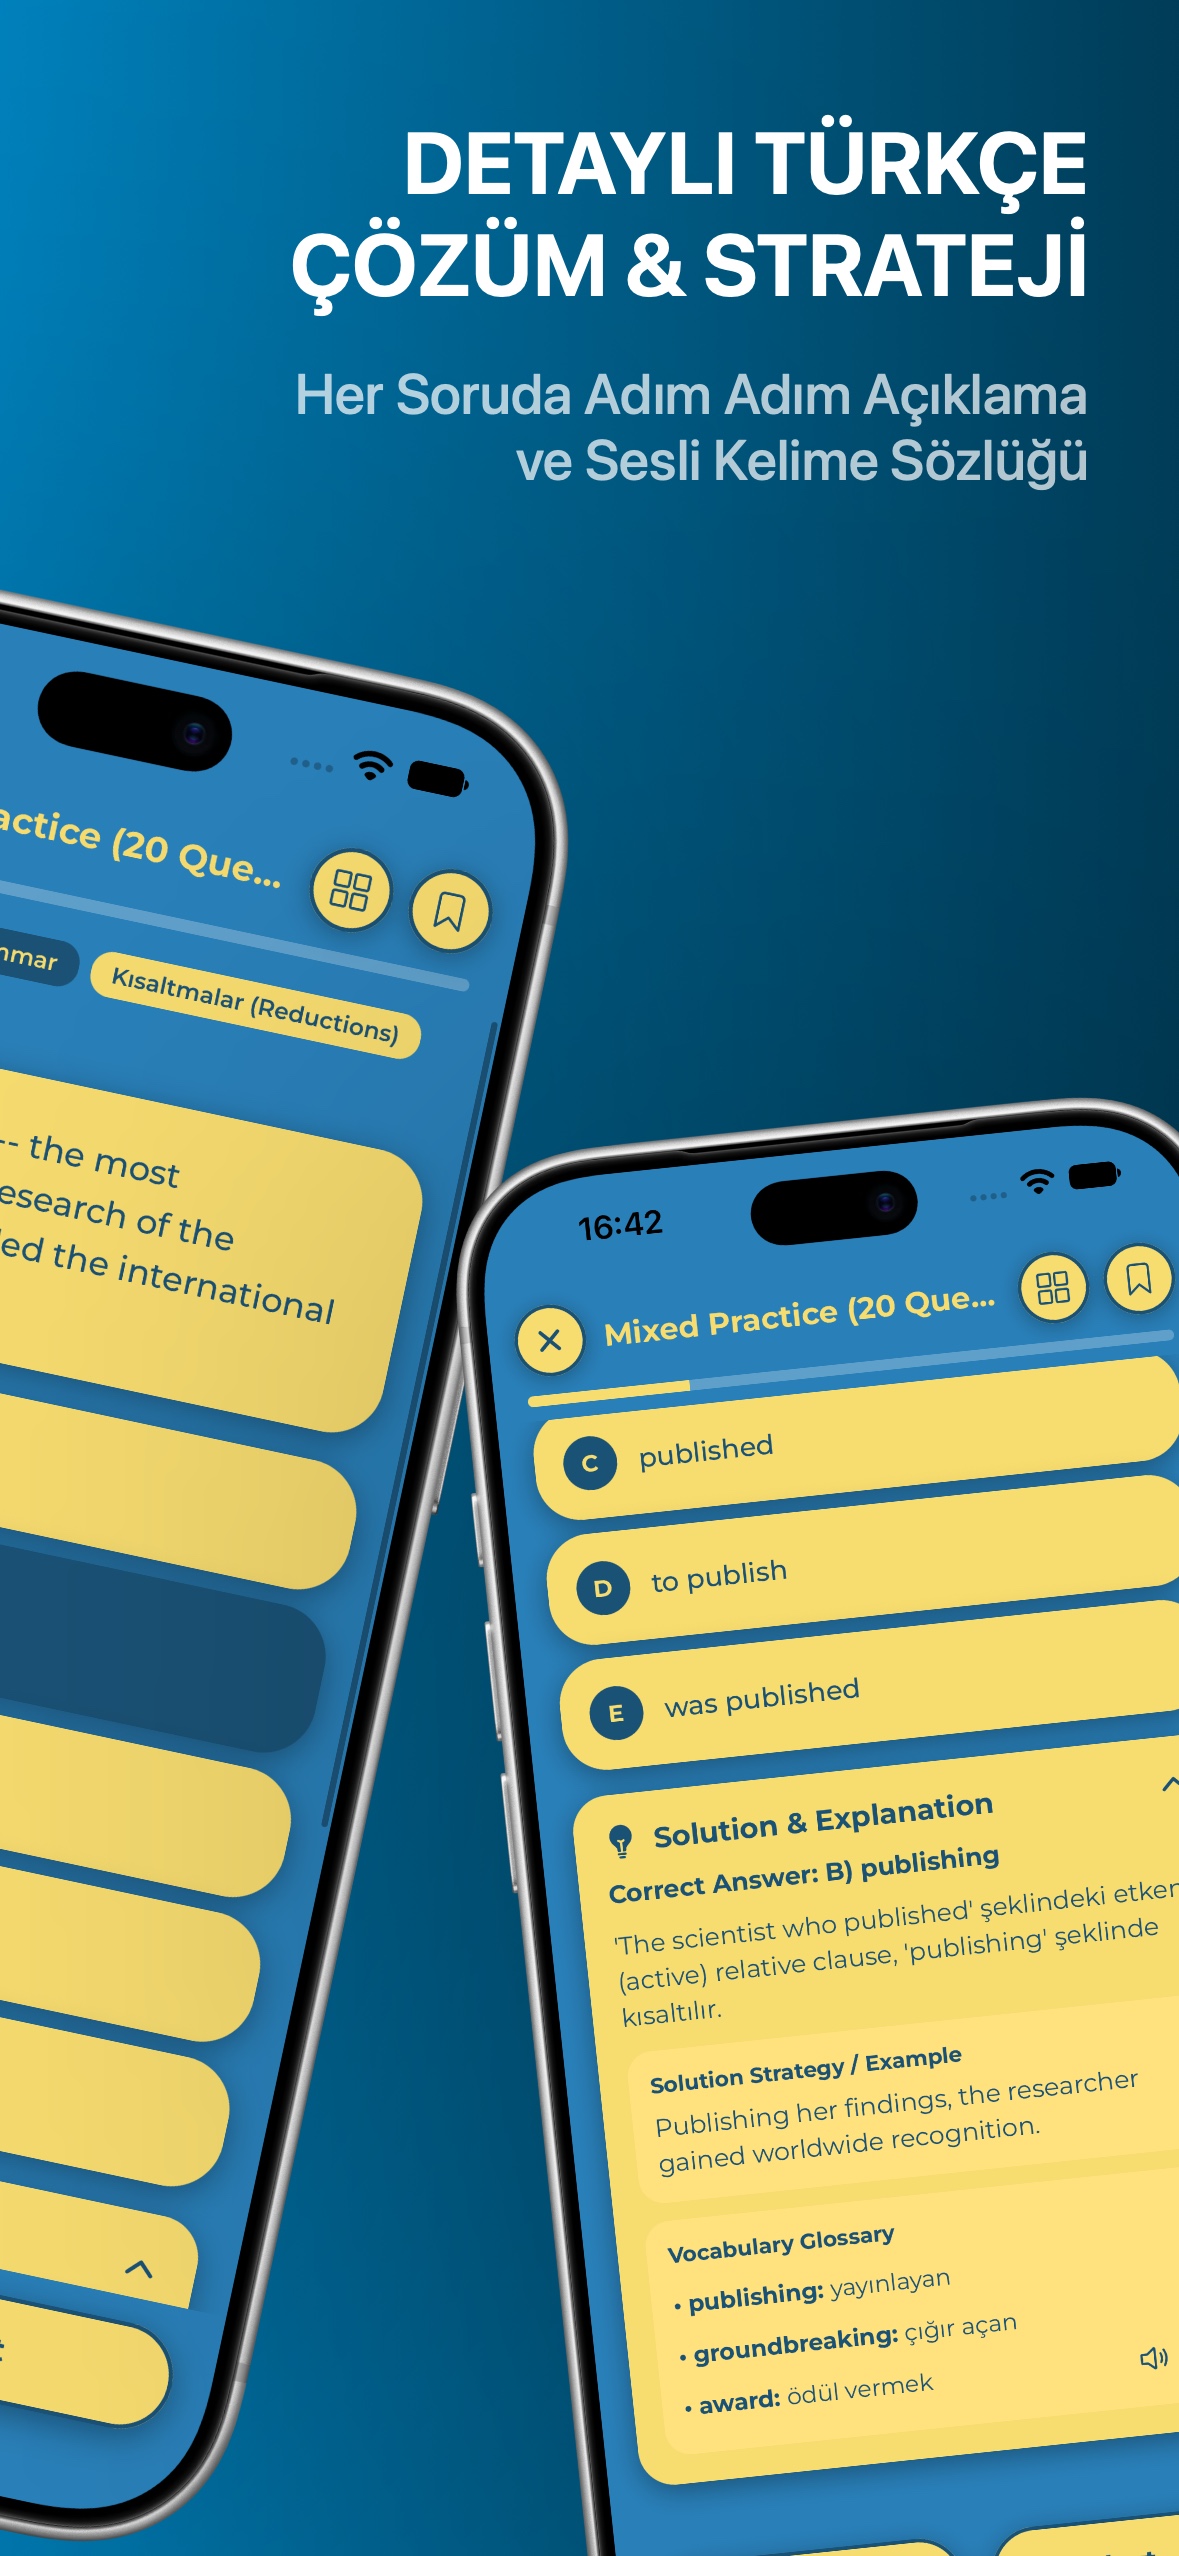 DETAYLI TÜRKÇE
ÇÖZÜM & STRATEJİ
Her Soruda Adım Adım Açıklama
ve Sesli Kelime Sözlüğü
actice (20 Que...
mmar
Kısaltmalar (Reductions)
-- the most
esearch of the
ed the international
16:42
Mixed Practice (20 Que...
C published
D to publish
E was published
Solution & Explanation
Correct Answer: B) publishing
'The scientist who published' şeklindeki etken
(active) relative clause, 'publishing' şeklinde
kısaltılır.
Solution Strategy / Example
Publishing her findings, the researcher
gained worldwide recognition.
Vocabulary Glossary
• publishing: yayınlayan
• groundbreaking: çığır açan
• award: ödül vermek